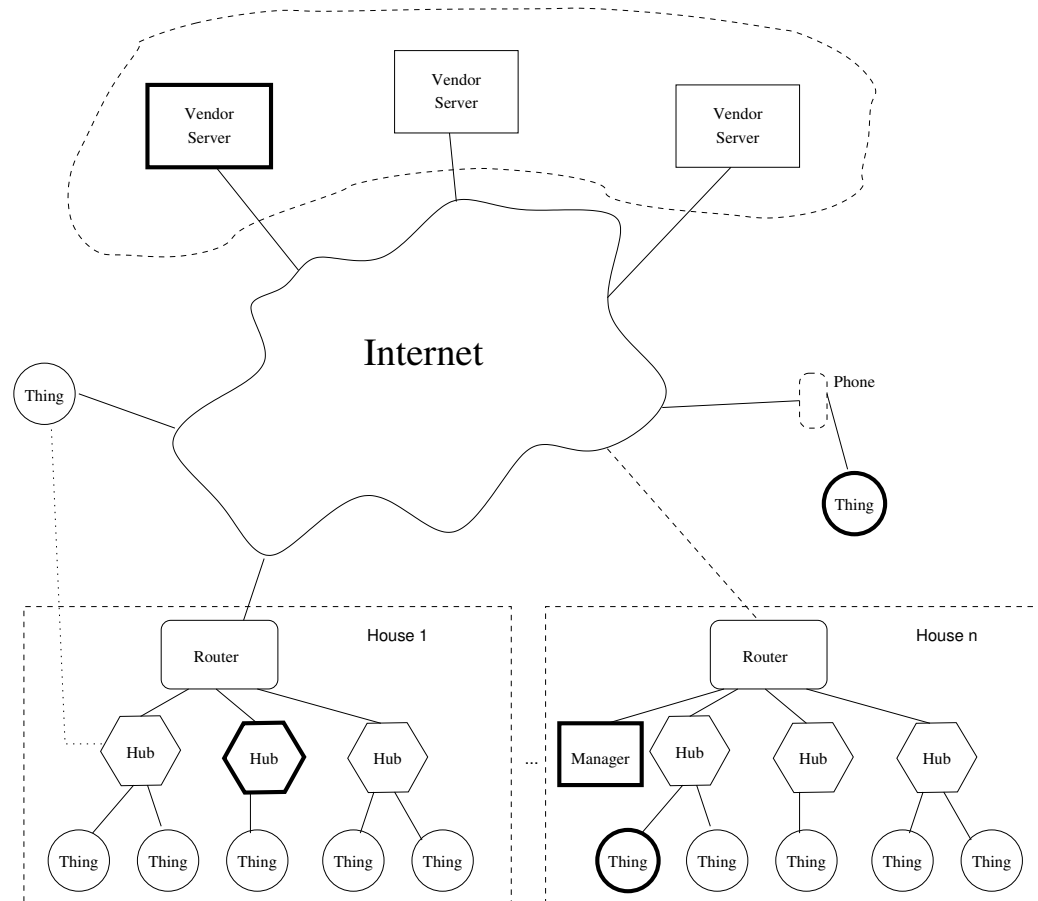 Vendor
Server
Vendor
Server
Vendor
Server
Internet
Thing
Phone
Thing
House 1
House n
Router
Router
Hub
Hub
Hub
...
Manager
Hub
Hub
Hub
Thing
Thing
Thing
Thing
Thing
Thing
Thing
Thing
Thing
Thing